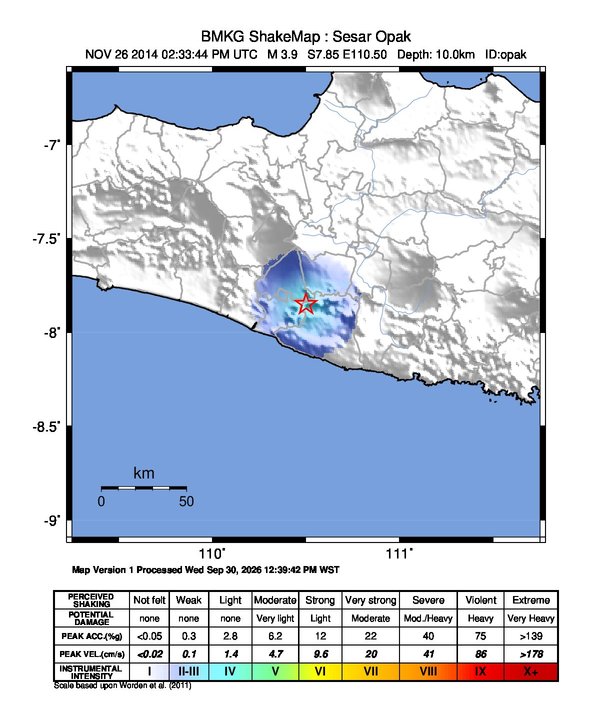 BMKG ShakeMap : Sesar Opak
NOV 26 2014 02:33:44 PM UTC M 3.9 S7.85 E110.50 Depth: 10.0km ID:opak
-7˚
-7.5˚
-8˚
-8.5˚
-9˚
km
0 50
110˚ 111˚
Map Version 1 Processed Wed Sep 30, 2026 12:39:42 PM WST
PERCEIVED SHAKING Not felt Weak Light Moderate Strong Very strong Severe Violent Extreme
POTENTIAL DAMAGE none none none Very light Light Moderate Mod./Heavy Heavy Very Heavy
PEAK ACC.(%g) <0.05 0.3 2.8 6.2 12 22 40 75 >139
PEAK VEL.(cm/s) <0.02 0.1 1.4 4.7 9.6 20 41 86 >178
INSTRUMENTAL INTENSITY I II-III IV V VI VII VIII IX X+
Scale based upon Worden et al. (2011)